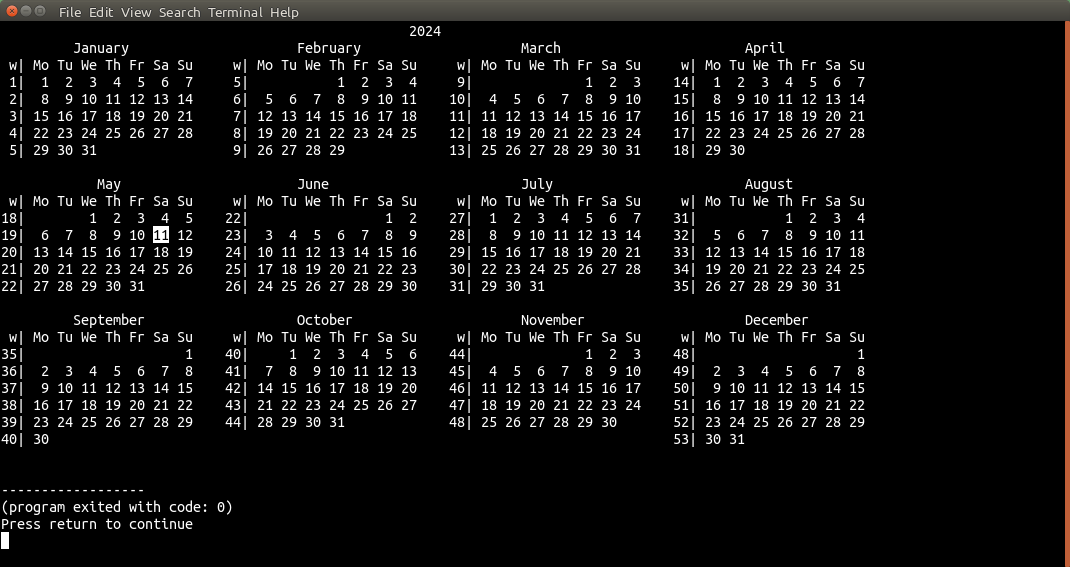 File Edit View Search Terminal Help
2024
January February March April
w| Mo Tu We Th Fr Sa Su w| Mo Tu We Th Fr Sa Su w| Mo Tu We Th Fr Sa Su w| Mo Tu We Th Fr Sa Su
1| 1 2 3 4 5 6 7 5| 1 2 3 4 9| 1 2 3 14| 1 2 3 4 5 6 7
2| 8 9 10 11 12 13 14 6| 5 6 7 8 9 10 11 10| 4 5 6 7 8 9 10 15| 8 9 10 11 12 13 14
3| 15 16 17 18 19 20 21 7| 12 13 14 15 16 17 18 11| 11 12 13 14 15 16 17 16| 15 16 17 18 19 20 21
4| 22 23 24 25 26 27 28 8| 19 20 21 22 23 24 25 12| 18 19 20 21 22 23 24 17| 22 23 24 25 26 27 28
5| 29 30 31 9| 26 27 28 29 13| 25 26 27 28 29 30 31 18| 29 30
May June July August
w| Mo Tu We Th Fr Sa Su w| Mo Tu We Th Fr Sa Su w| Mo Tu We Th Fr Sa Su w| Mo Tu We Th Fr Sa Su
18| 1 2 3 4 5 22| 1 2 27| 1 2 3 4 5 6 7 31| 1 2 3 4
19| 6 7 8 9 10 11 12 23| 3 4 5 6 7 8 9 28| 8 9 10 11 12 13 14 32| 5 6 7 8 9 10 11
20| 13 14 15 16 17 18 19 24| 10 11 12 13 14 15 16 29| 15 16 17 18 19 20 21 33| 12 13 14 15 16 17 18
21| 20 21 22 23 24 25 26 25| 17 18 19 20 21 22 23 30| 22 23 24 25 26 27 28 34| 19 20 21 22 23 24 25
22| 27 28 29 30 31 26| 24 25 26 27 28 29 30 31| 29 30 31 35| 26 27 28 29 30 31
September October November December
w| Mo Tu We Th Fr Sa Su w| Mo Tu We Th Fr Sa Su w| Mo Tu We Th Fr Sa Su w| Mo Tu We Th Fr Sa Su
35| 1 40| 1 2 3 4 5 6 44| 1 2 3 48| 1
36| 2 3 4 5 6 7 8 41| 7 8 9 10 11 12 13 45| 4 5 6 7 8 9 10 49| 2 3 4 5 6 7 8
37| 9 10 11 12 13 14 15 42| 14 15 16 17 18 19 20 46| 11 12 13 14 15 16 17 50| 9 10 11 12 13 14 15
38| 16 17 18 19 20 21 22 43| 21 22 23 24 25 26 27 47| 18 19 20 21 22 23 24 51| 16 17 18 19 20 21 22
39| 23 24 25 26 27 28 29 44| 28 29 30 31 48| 25 26 27 28 29 30 52| 23 24 25 26 27 28 29
40| 30 53| 30 31
------------------
(program exited with code: 0)
Press return to continue